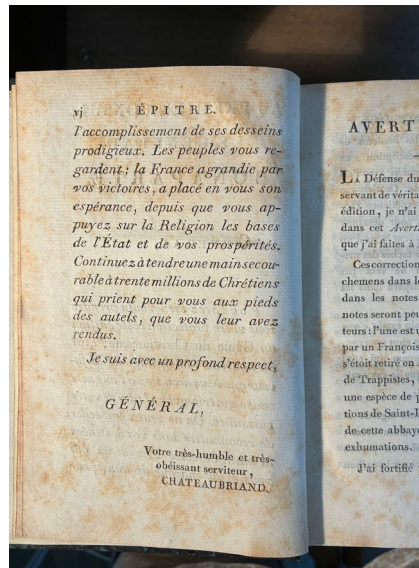 xj ÉPITRE.
l'accomplissement de ses desseins
prodigieux. Les peuples vous re-
gardent ; la France agrandie par
vos victoires, a placé en vous son
espérance, depuis que vous ap-
puyez sur la Religion les bases
de l'État et de vos prospérités.
Continuez à tendre une main secou-
rable à trente millions de Chrétiens
qui prient pour vous aux pieds
des autels, que vous leur avez
rendus.
Je suis avec un profond respect,
GÉNÉRAL,
Votre très-humble et très-
obéissant serviteur,
CHATEAUBRIAND.
AVERT
LA Défense du
servant de vérita
édition, je n'ai
dans cet Avert
que j'ai faites à
Ces correction
chemens dans l
dans les notes
notes seront peu
teurs : l'une est u
par un François
s'étoit retiré en
de Trappistes,
une espèce de p
tions de Saint-
de cette abbay
exhumations.
J'ai fortifié